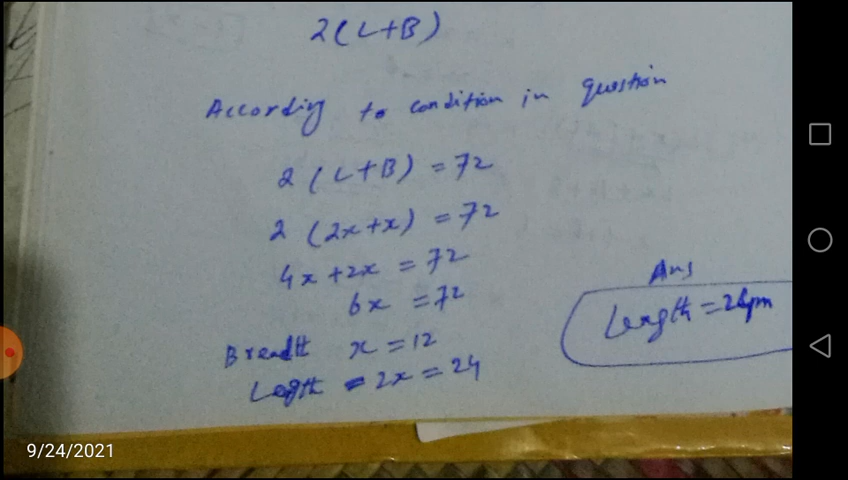 2(L+B)
According to condition in question
2 (L+B) = 72
2 (2x+x) = 72
4x+2x = 72
6x = 72
Breadth x = 12
Length = 2x = 24
Ans
Length = 24m
9/24/2021